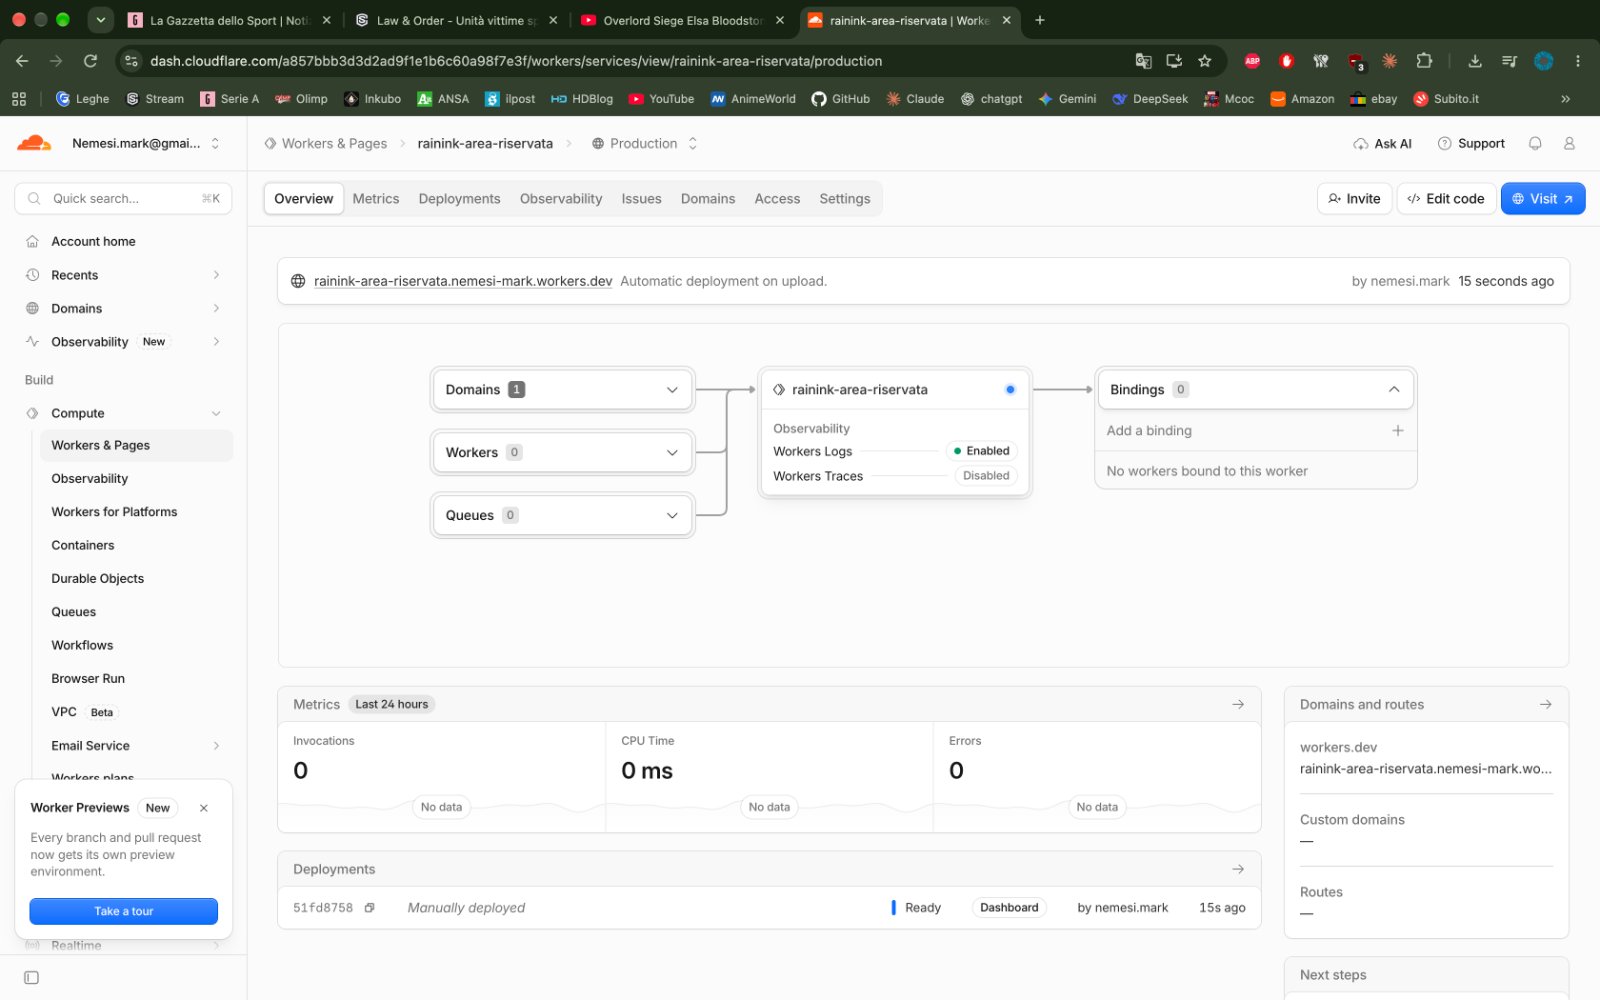 La Gazzetta dello Sport | Noti
Law & Order - Unità vittime sp
Overlord Siege Elsa Bloodston
rainink-area-riservata | Worke
dash.cloudflare.com/a857bbb3d3d2ad9f1e1b6c60a98f7e3f/workers/services/view/rainink-area-riservata/production
ABP
3
Leghe
Stream
Serie A
Olimp
Inkubo
ANSA
ilpost
HDBlog
YouTube
AnimeWorld
GitHub
Claude
chatgpt
Gemini
DeepSeek
Mcoc
Amazon
ebay
Subito.it
Nemesi.mark@gmai...
Workers & Pages
rainink-area-riservata
Production
Ask AI
Support
Quick search...
⌘K
Overview
Metrics
Deployments
Observability
Issues
Domains
Access
Settings
Invite
Edit code
Visit
Account home
Recents
Domains
Observability New
Build
Compute
Workers & Pages
Observability
Workers for Platforms
Containers
Durable Objects
Queues
Workflows
Browser Run
VPC Beta
Email Service
Workers plans
Worker Previews New
Every branch and pull request
now gets its own preview
environment.
Take a tour
Realtime
rainink-area-riservata.nemesi-mark.workers.dev Automatic deployment on upload.
by nemesi.mark 15 seconds ago
Domains 1
Workers 0
Queues 0
rainink-area-riservata
Observability
Workers Logs Enabled
Workers Traces Disabled
Bindings 0
Add a binding
No workers bound to this worker
Metrics Last 24 hours
Invocations
0
No data
CPU Time
0 ms
No data
Errors
0
No data
Deployments
51fd8758 Manually deployed Ready Dashboard by nemesi.mark 15s ago
Domains and routes
workers.dev
rainink-area-riservata.nemesi-mark.wo...
Custom domains
—
Routes
—
Next steps